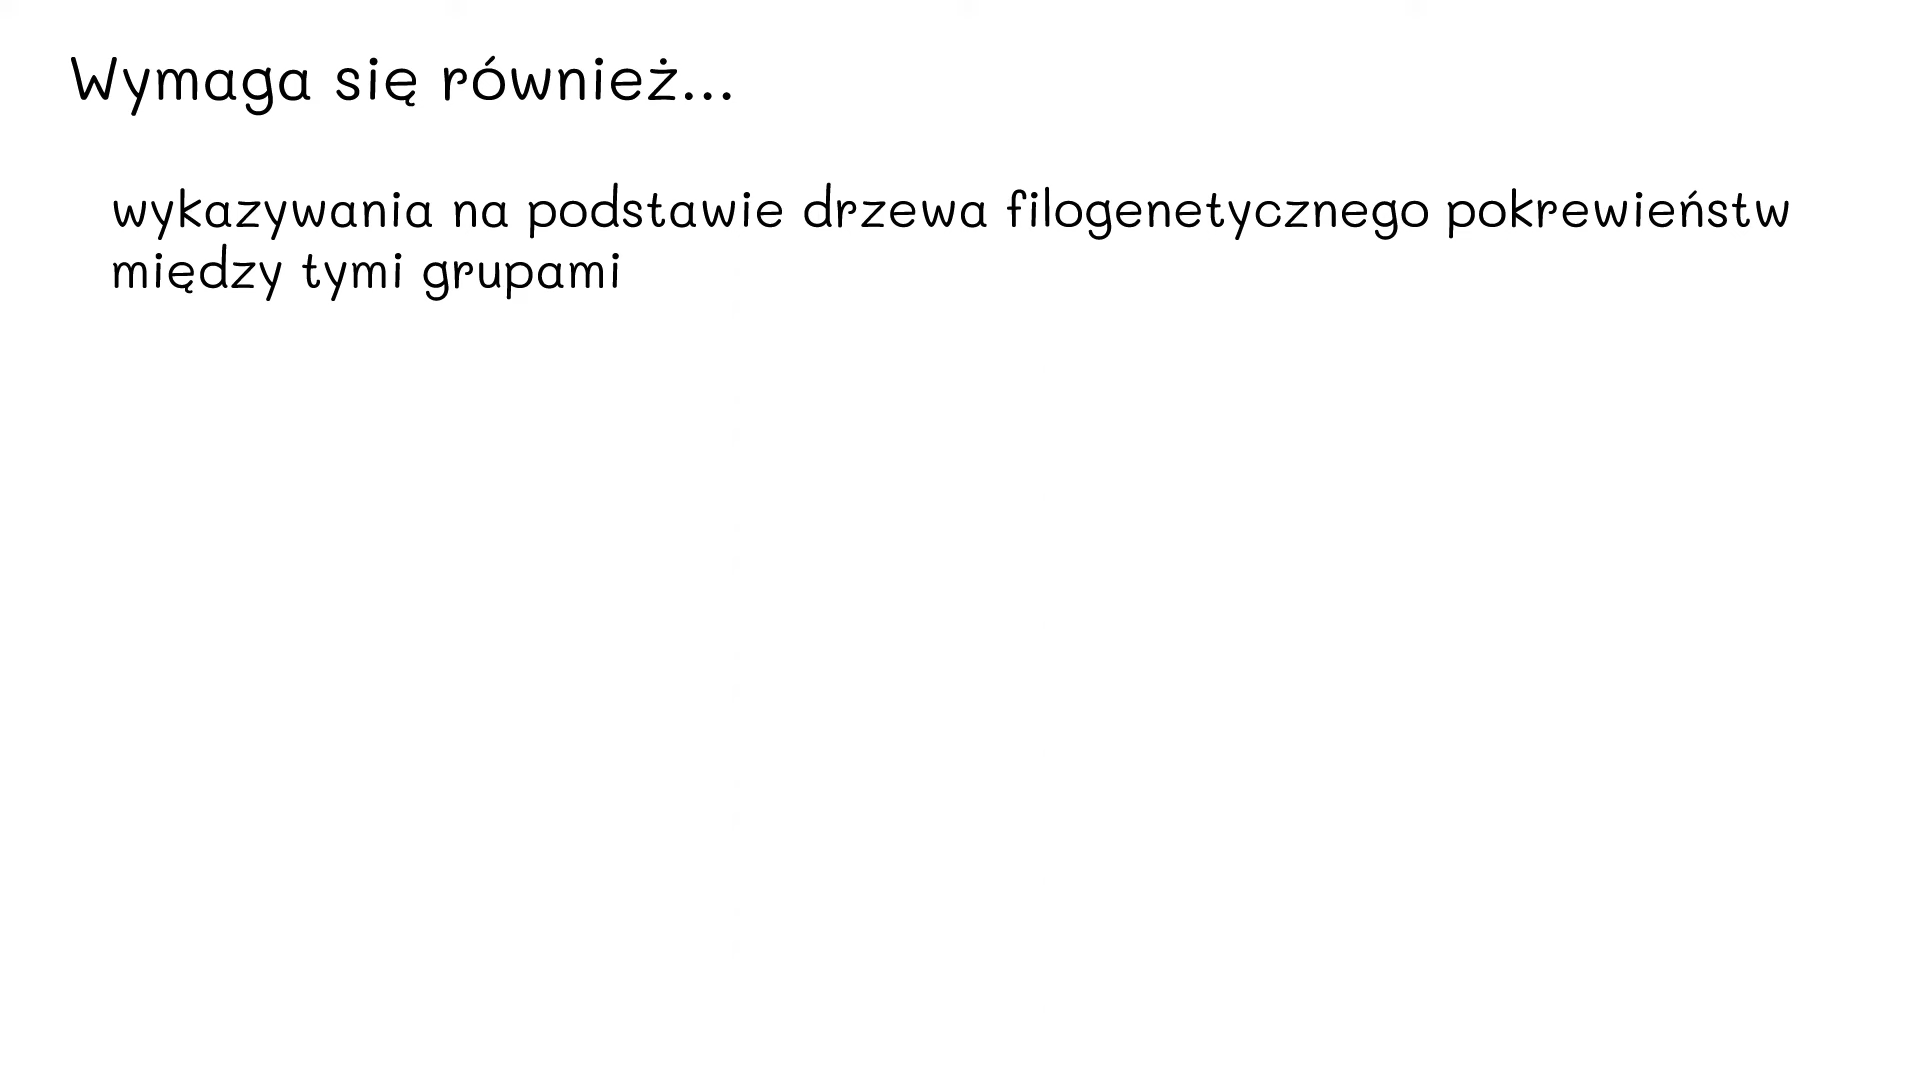 Wymaga się również...
wykazywania na podstawie drzewa filogenetycznego pokrewieństw
między tymi grupami